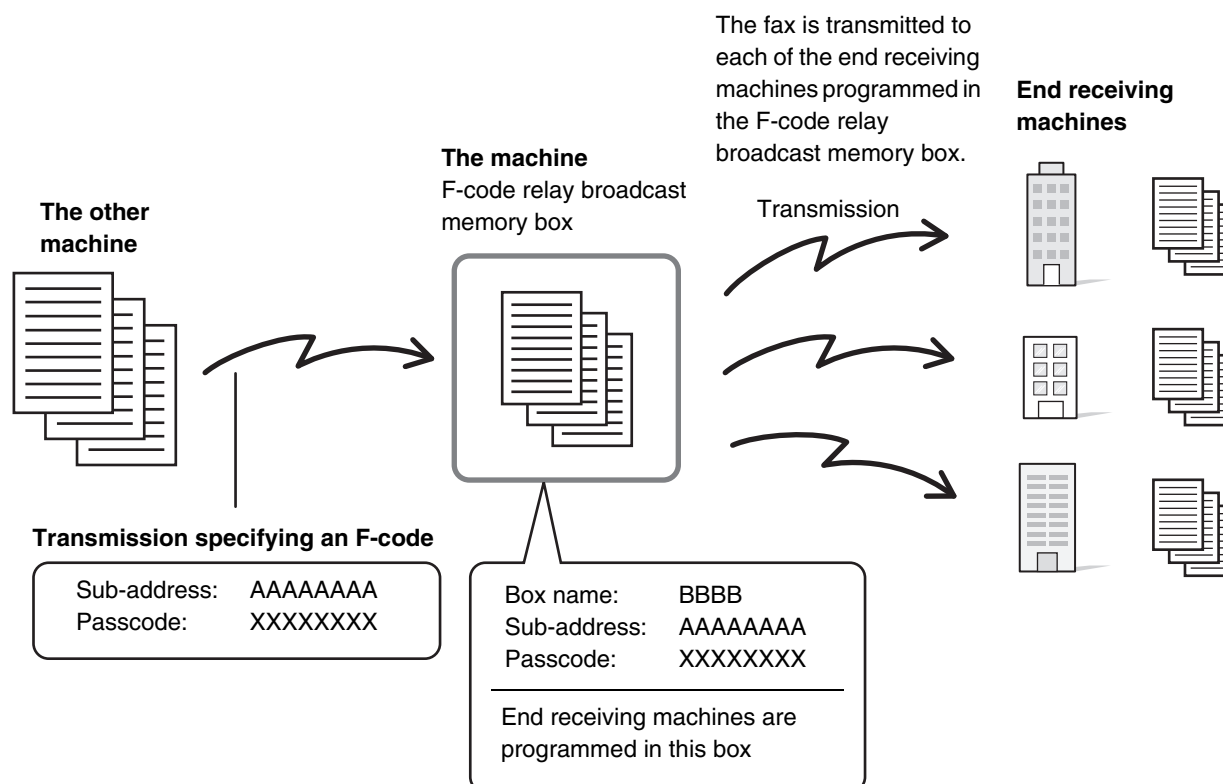 The fax is transmitted to
each of the end receiving
machines programmed in
the F-code relay
broadcast memory box.
End receiving
machines
The machine
F-code relay broadcast
memory box
The other
machine
Transmission
Transmission specifying an F-code
Sub-address: AAAAAAAA
Passcode: XXXXXXXX
Box name: BBBB
Sub-address: AAAAAAAA
Passcode: XXXXXXXX
End receiving machines are
programmed in this box